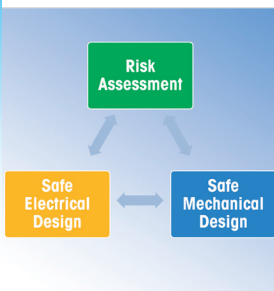 Risk
Assessment
Safe
Electrical
Design
Safe
Mechanical
Design